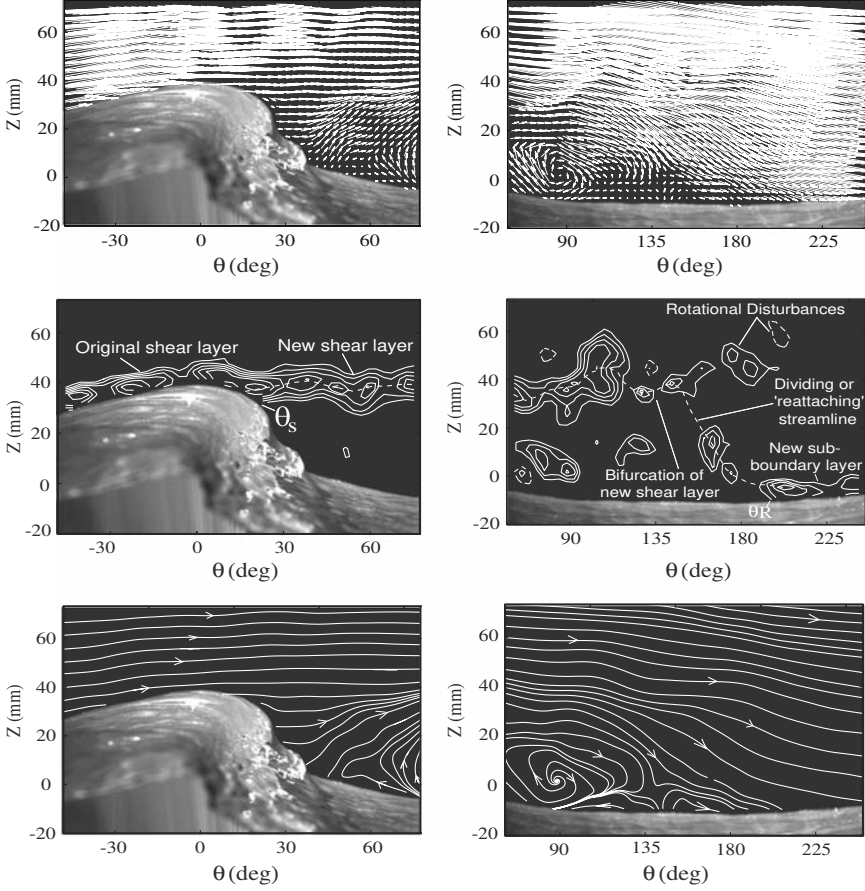 60
40
20
0
-20
Z (mm)
-30
0
30
60
θ (deg)
60
40
20
0
-20
Z (mm)
90
135
180
225
θ (deg)
60
40
20
0
-20
Z (mm)
Original shear layer
New shear layer
θs
-30
0
30
60
θ (deg)
60
40
20
0
-20
Z (mm)
Rotational Disturbances
Dividing or
'reattaching'
streamline
New sub-
boundary layer
Bifurcation of
new shear layer
θR
90
135
180
225
θ (deg)
60
40
20
0
-20
Z (mm)
-30
0
30
60
θ (deg)
60
40
20
0
-20
Z (mm)
90
135
180
225
θ (deg)